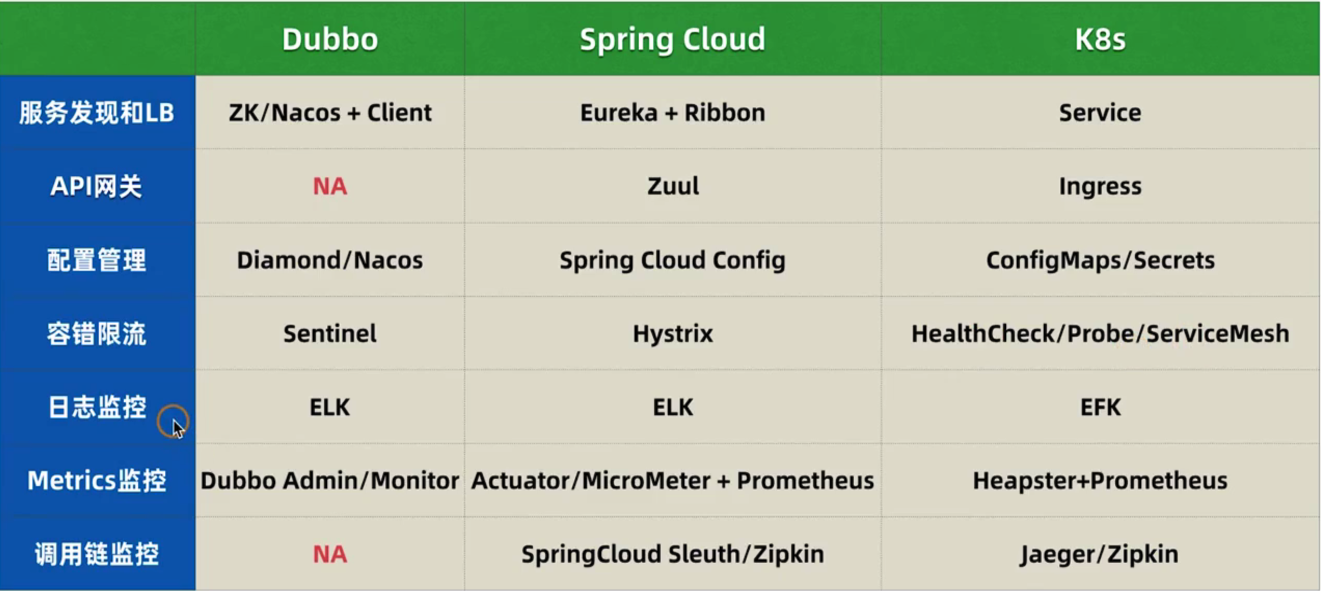 Dubbo Spring Cloud K8s
服务发现和LB ZK/Nacos + Client Eureka + Ribbon Service
API网关 NA Zuul Ingress
配置管理 Diamond/Nacos Spring Cloud Config ConfigMaps/Secrets
容错限流 Sentinel Hystrix HealthCheck/Probe/ServiceMesh
日志监控 ELK ELK EFK
Metrics监控 Dubbo Admin/Monitor Actuator/MicroMeter + Prometheus Heapster+Prometheus
调用链监控 NA SpringCloud Sleuth/Zipkin Jaeger/Zipkin